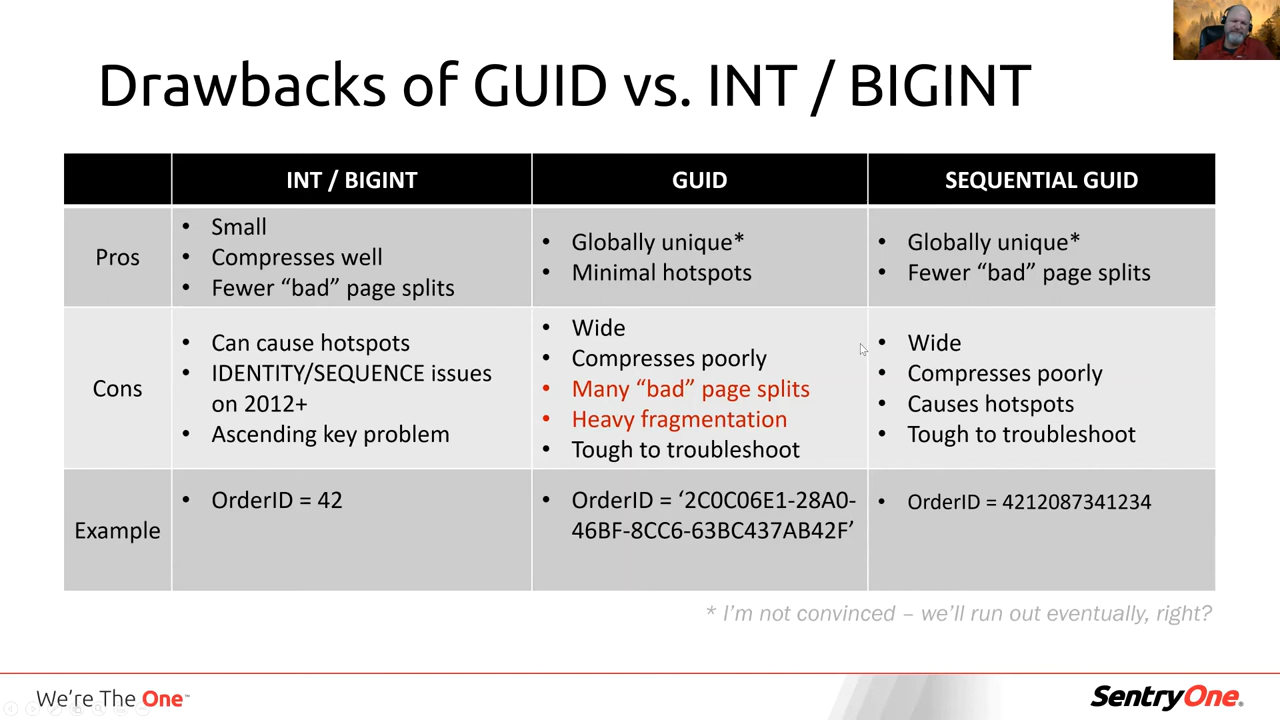 Drawbacks of GUID vs. INT / BIGINT
INT / BIGINT
GUID
SEQUENTIAL GUID
Pros
• Small
• Compresses well
• Fewer “bad” page splits
• Globally unique*
• Minimal hotspots
• Globally unique*
• Fewer “bad” page splits
Cons
• Can cause hotspots
• IDENTITY/SEQUENCE issues
on 2012+
• Ascending key problem
• Wide
• Compresses poorly
• Many “bad” page splits
• Heavy fragmentation
• Tough to troubleshoot
• Wide
• Compresses poorly
• Causes hotspots
• Tough to troubleshoot
Example
• OrderID = 42
• OrderID = ‘2C0C06E1-28A0-
46BF-8CC6-63BC437AB42F’
• OrderID = 4212087341234
* I’m not convinced – we’ll run out eventually, right?
We’re The One™
SentryOne®